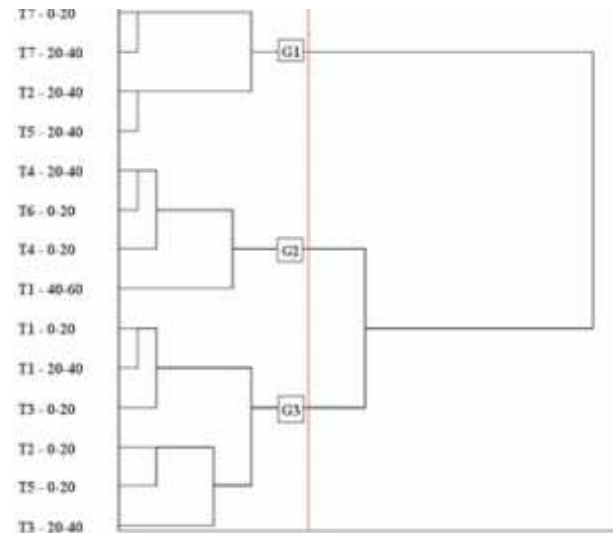 T7 - 0-20
T7 - 20-40
G1
T2 - 20-40
T5 - 20-40
T4 - 20-40
T6 - 0-20
T4 - 0-20
G2
T1 - 40-60
T1 - 0-20
T1 - 20-40
T3 - 0-20
G3
T2 - 0-20
T5 - 0-20
T3 - 20-40